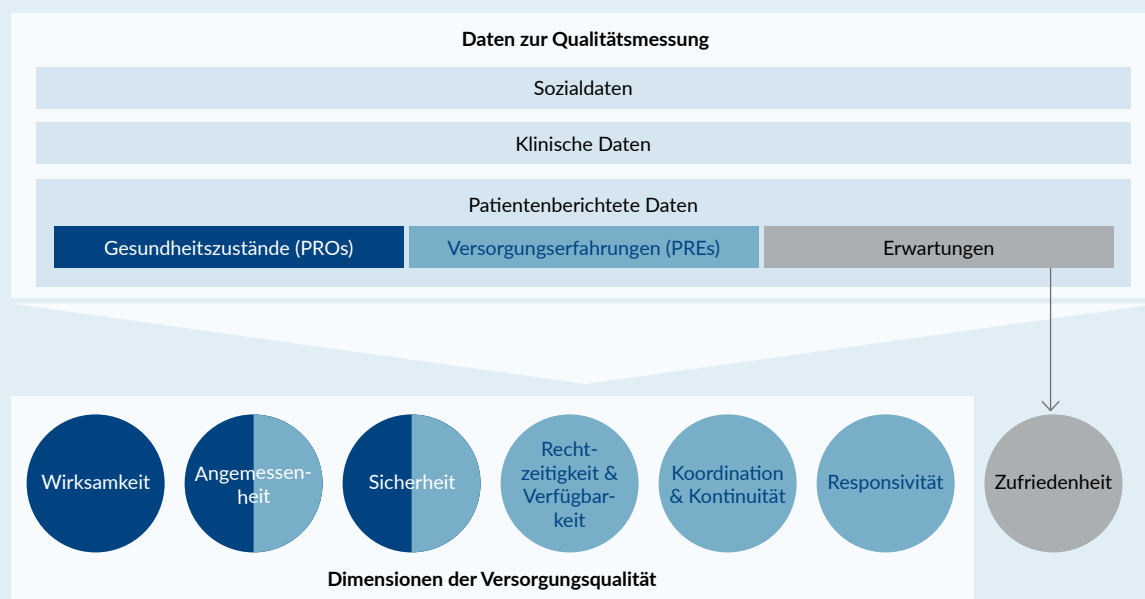 Daten zur Qualitätsmessung
Sozialdaten
Klinische Daten
Patientenberichtete Daten
Gesundheitszustände (PROs)
Versorgungserfahrungen (PREs)
Erwartungen
Wirksamkeit
Angemessen-
heit
Sicherheit
Recht-
zeitigkeit &
Verfügbar-
keit
Koordination
& Kontinuität
Responsivität
Zufriedenheit
Dimensionen der Versorgungsqualität